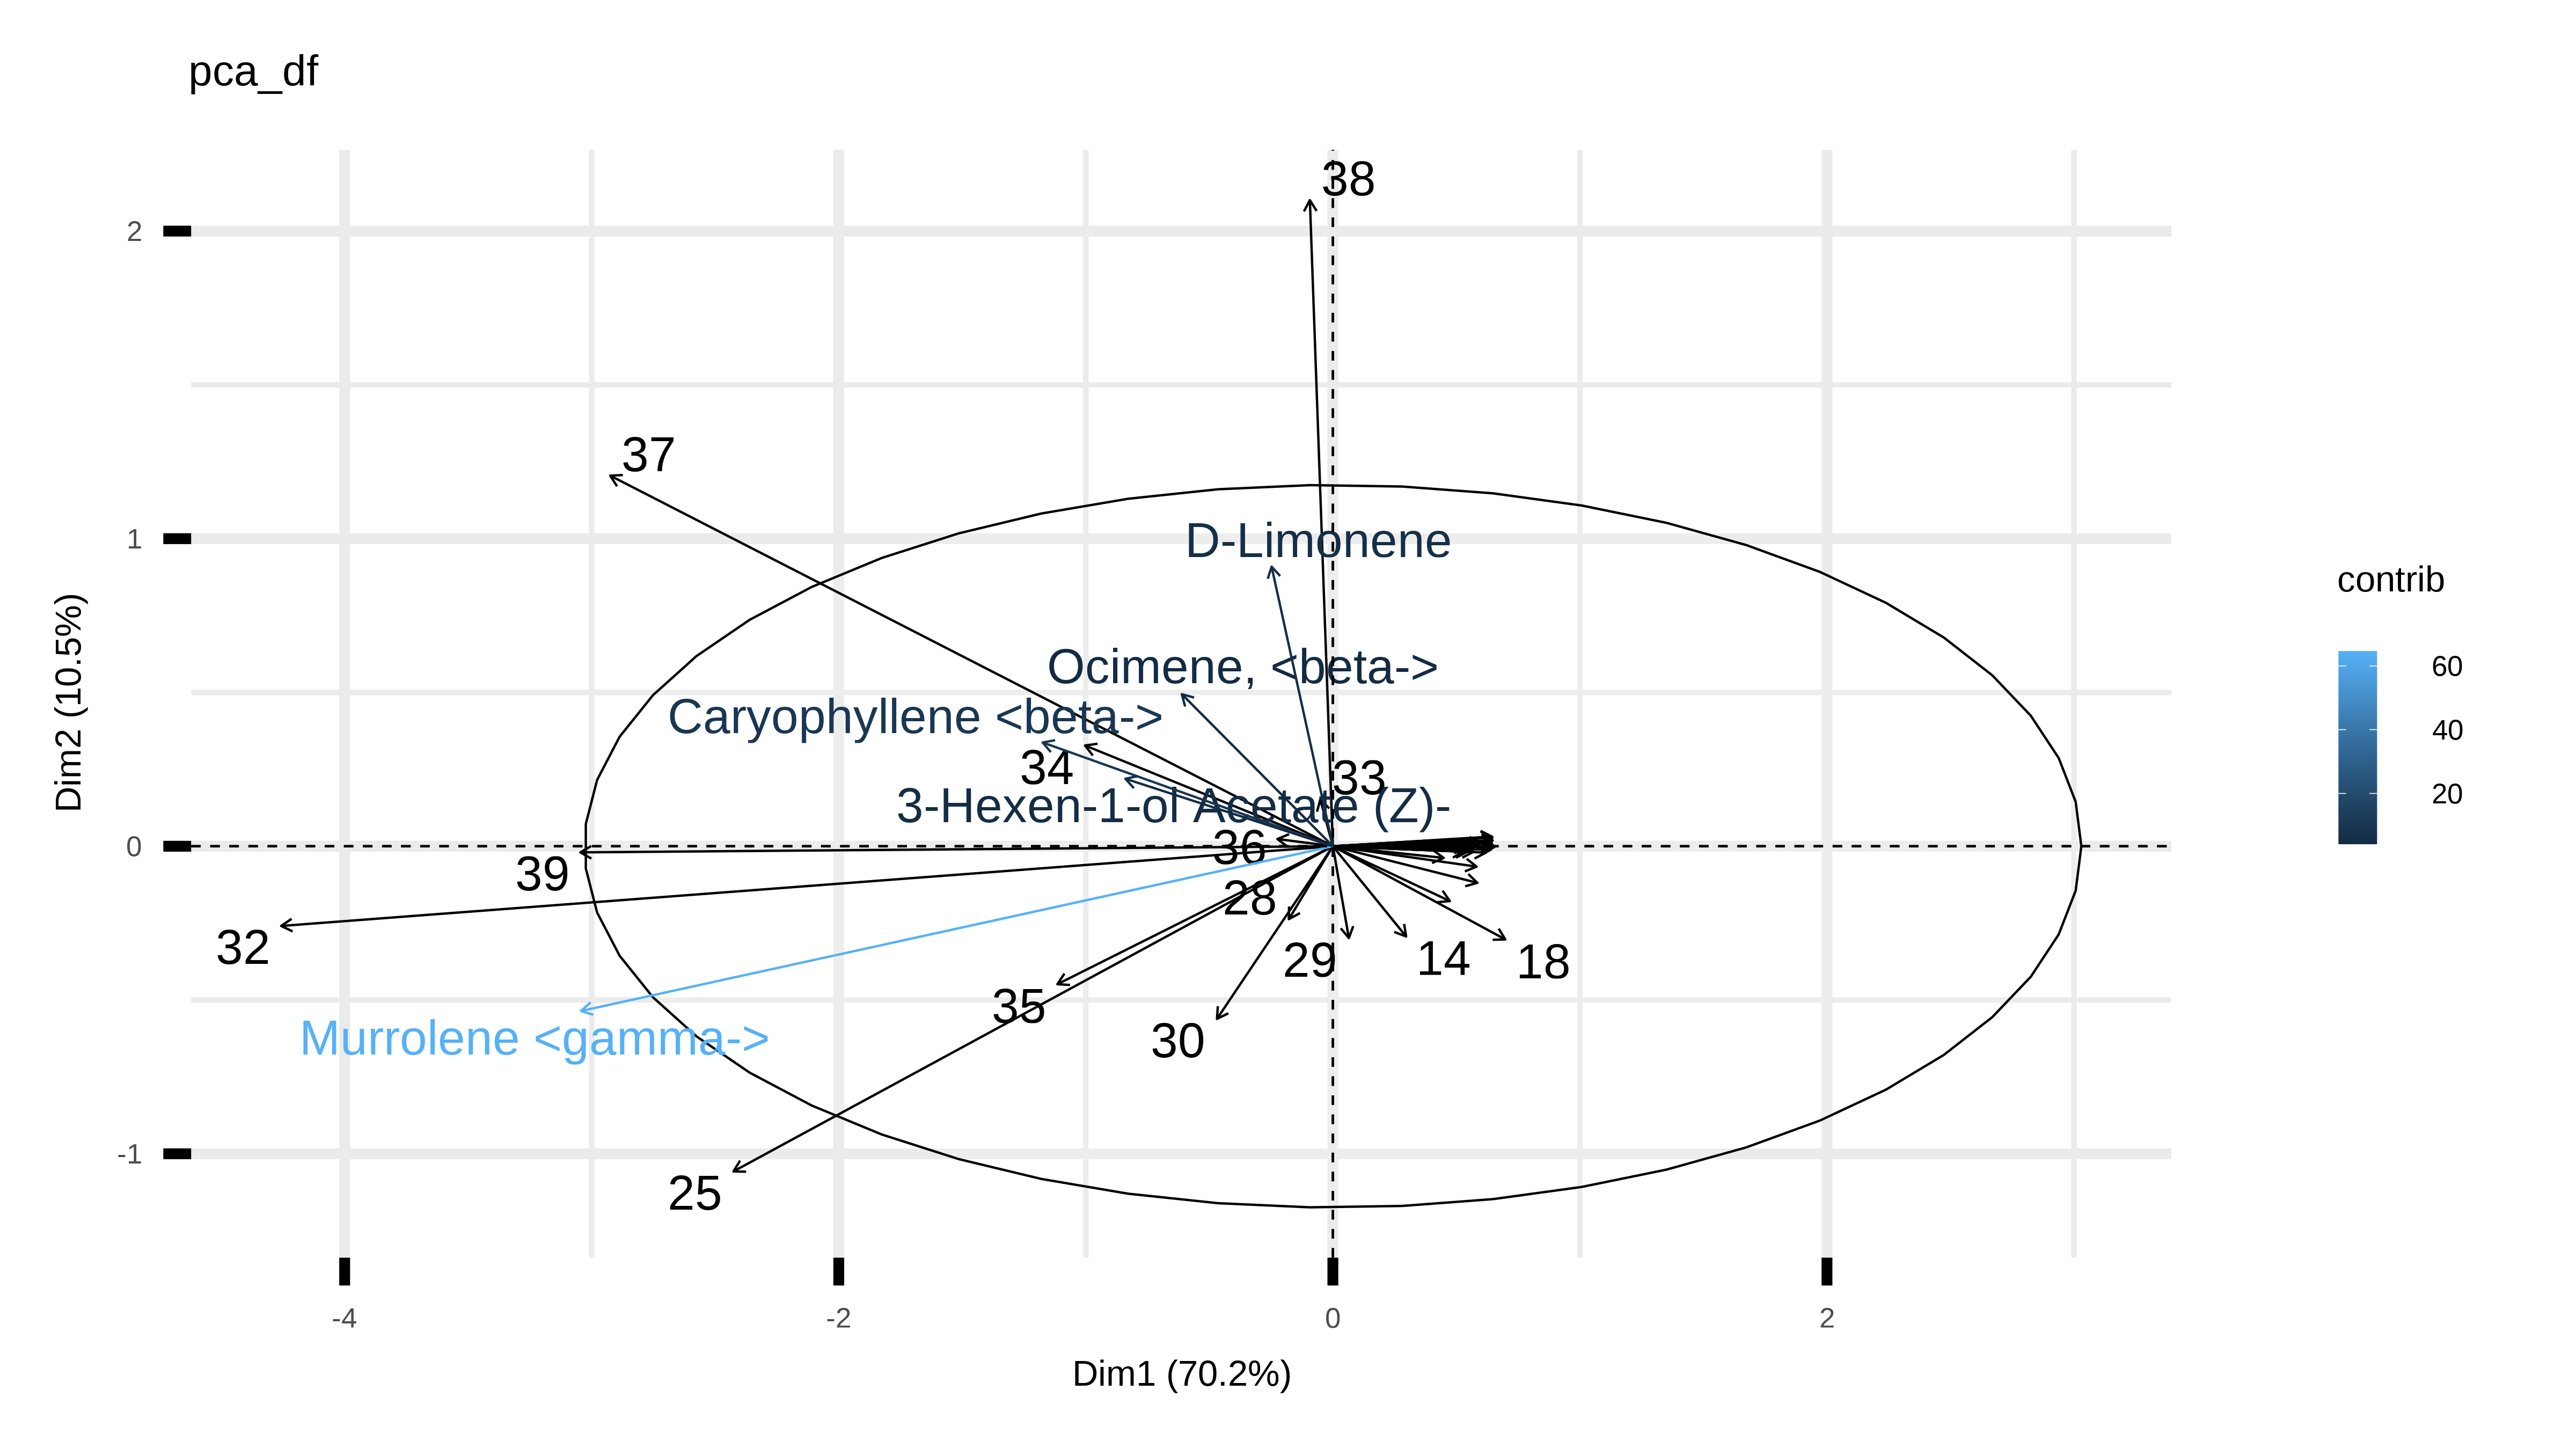 pca_df
38
2
37
1
D-Limonene
Ocimene, <beta->
Caryophyllene <beta->
34
33
3-Hexen-1-ol Acetate (Z)-
36
0
39
28
32
29
14
18
35
30
Murrolene <gamma->
-1
25
-4
-2
0
2
Dim1 (70.2%)
Dim2 (10.5%)
contrib
60
40
20